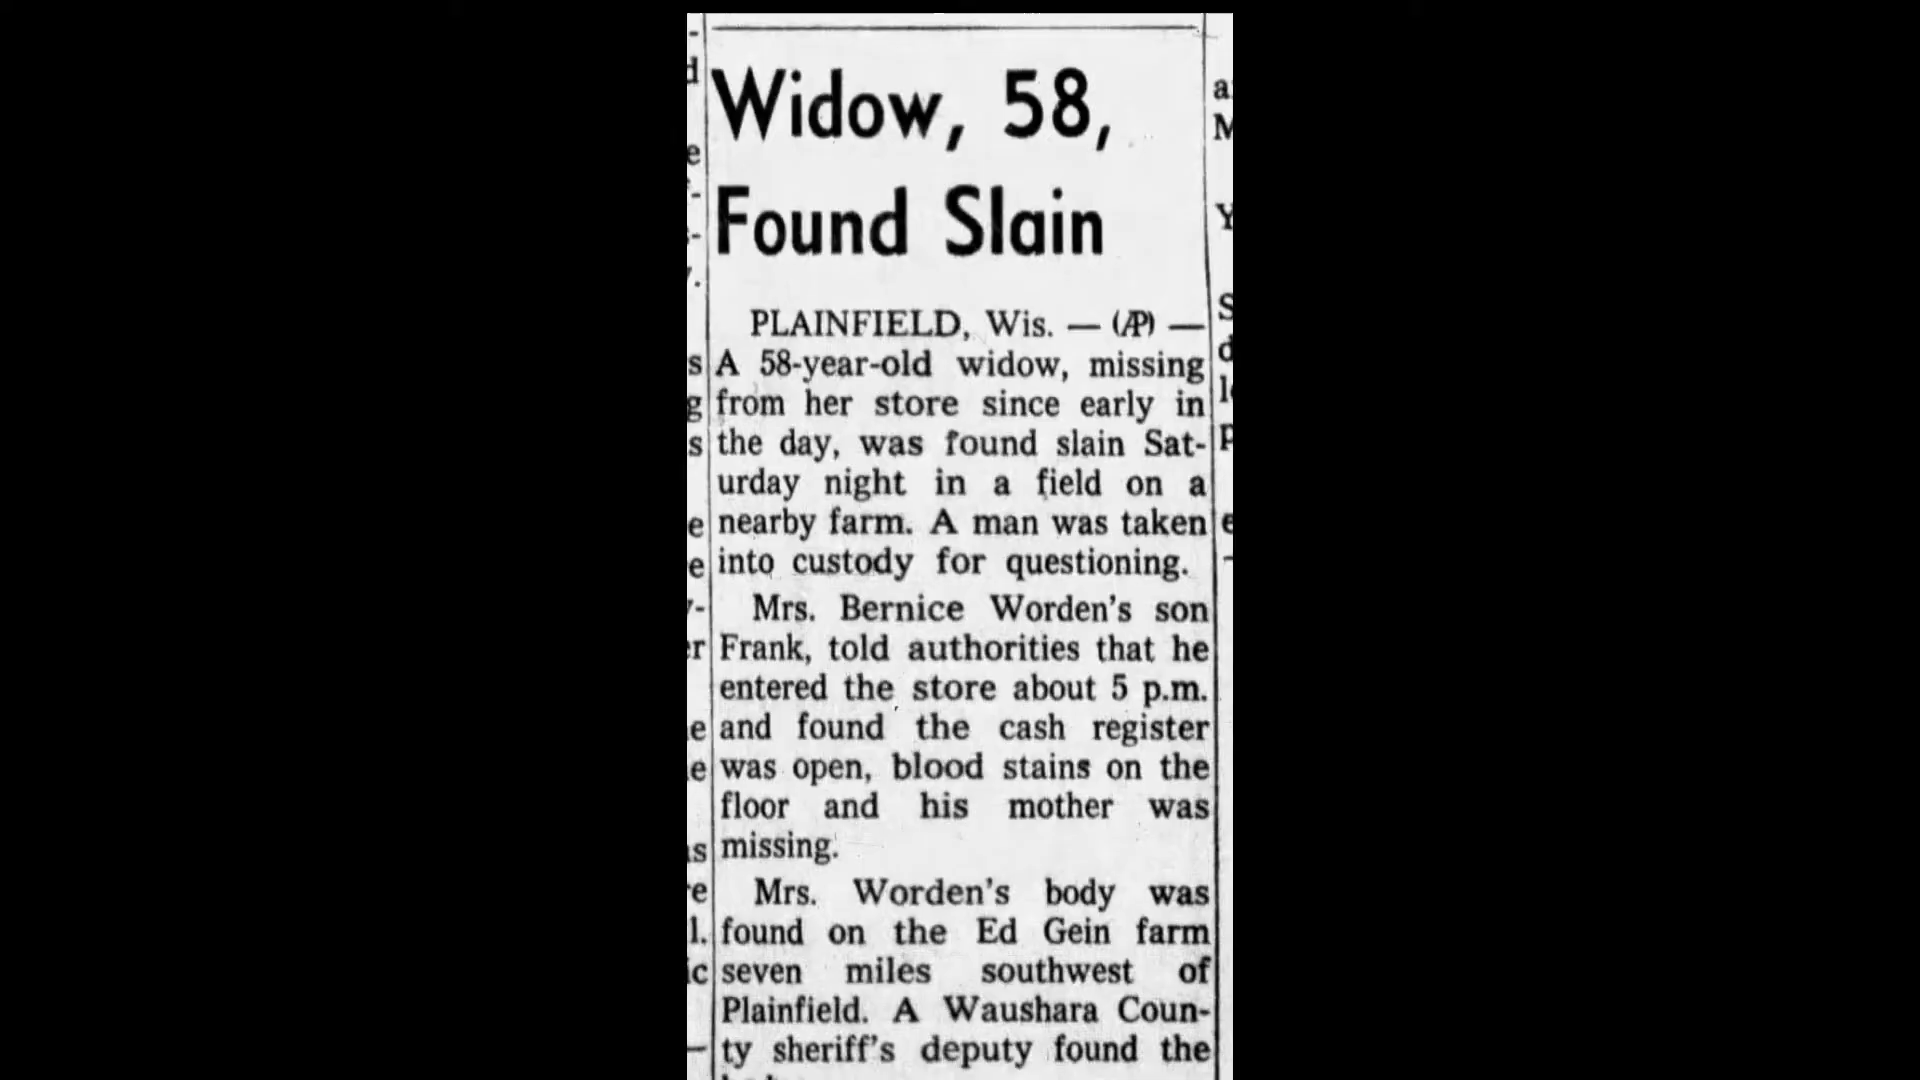 Widow, 58,
Found Slain
PLAINFIELD, Wis. — (AP) —
A 58-year-old widow, missing
from her store since early in
the day, was found slain Sat-
urday night in a field on a
nearby farm. A man was taken
into custody for questioning.
Mrs. Bernice Worden's son
Frank, told authorities that he
entered the store about 5 p.m.
and found the cash register
was open, blood stains on the
floor and his mother was
missing.
Mrs. Worden's body was
found on the Ed Gein farm
seven miles southwest of
Plainfield. A Waushara Coun-
ty sheriff's deputy found the